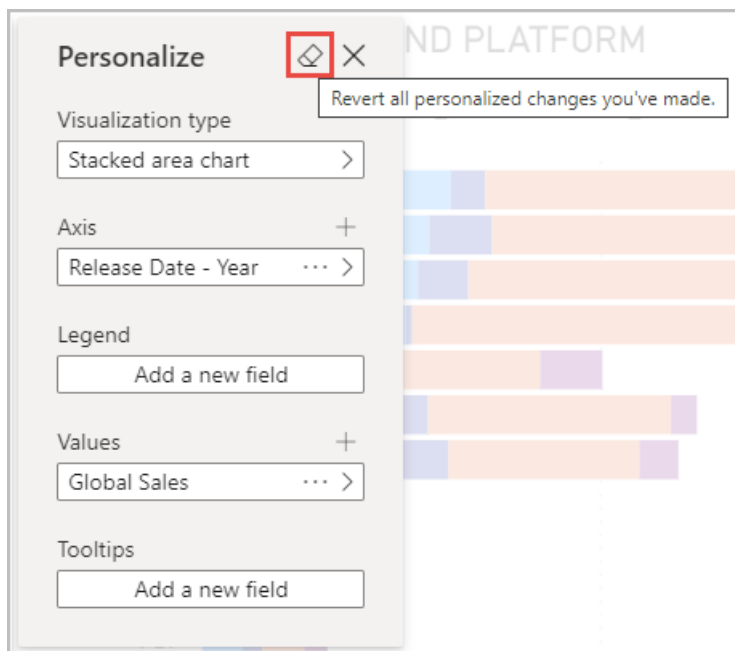 ND PLATFORM
Personalize
Revert all personalized changes you've made.
Visualization type
Stacked area chart
Axis
Release Date - Year
Legend
Add a new field
Values
Global Sales
Tooltips
Add a new field